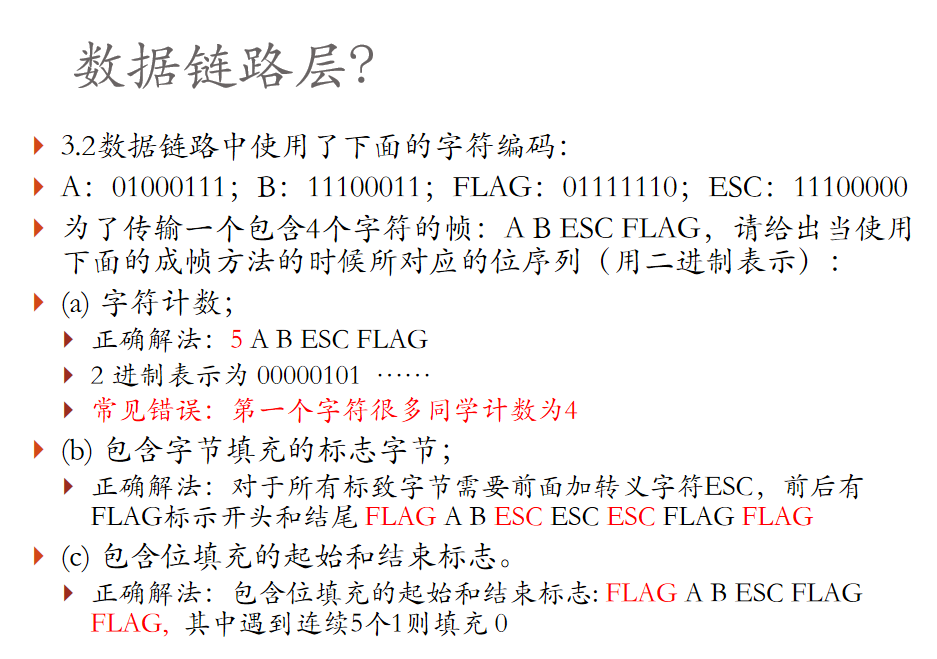 数据链路层?
3.2数据链路中使用了下面的字符编码：
A：01000111；B：11100011；FLAG：01111110；ESC：11100000
为了传输一个包含4个字符的帧：A B ESC FLAG，请给出当使用
下面的成帧方法的时候所对应的位序列（用二进制表示）：
(a) 字符计数；
正确解法：5 A B ESC FLAG
2 进制表示为 00000101 ……
常见错误：第一个字符很多同学计数为4
(b) 包含字节填充的标志字节；
正确解法：对于所有标致字节需要前面加转义字符ESC，前后有
FLAG标示开头和结尾 FLAG A B ESC ESC ESC FLAG FLAG
(c) 包含位填充的起始和结束标志。
正确解法：包含位填充的起始和结束标志: FLAG A B ESC FLAG
FLAG, 其中遇到连续5个1则填充 0